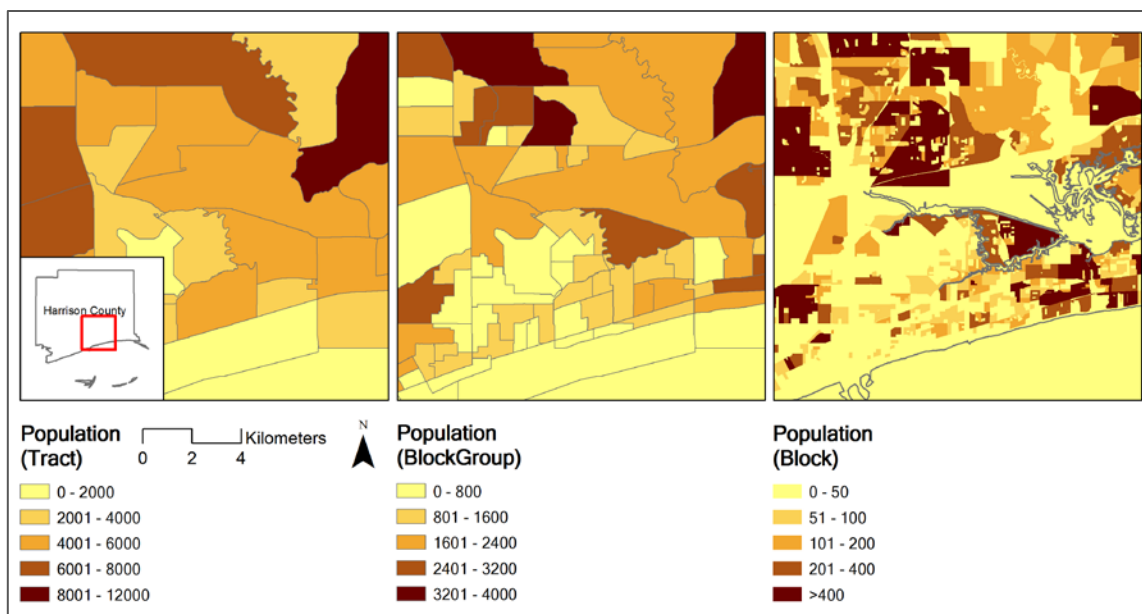 Harrison County
Population
(Tract)
0 2 4
Kilometers
N
0 - 2000
2001 - 4000
4001 - 6000
6001 - 8000
8001 - 12000
Population
(BlockGroup)
0 - 800
801 - 1600
1601 - 2400
2401 - 3200
3201 - 4000
Population
(Block)
0 - 50
51 - 100
101 - 200
201 - 400
>400